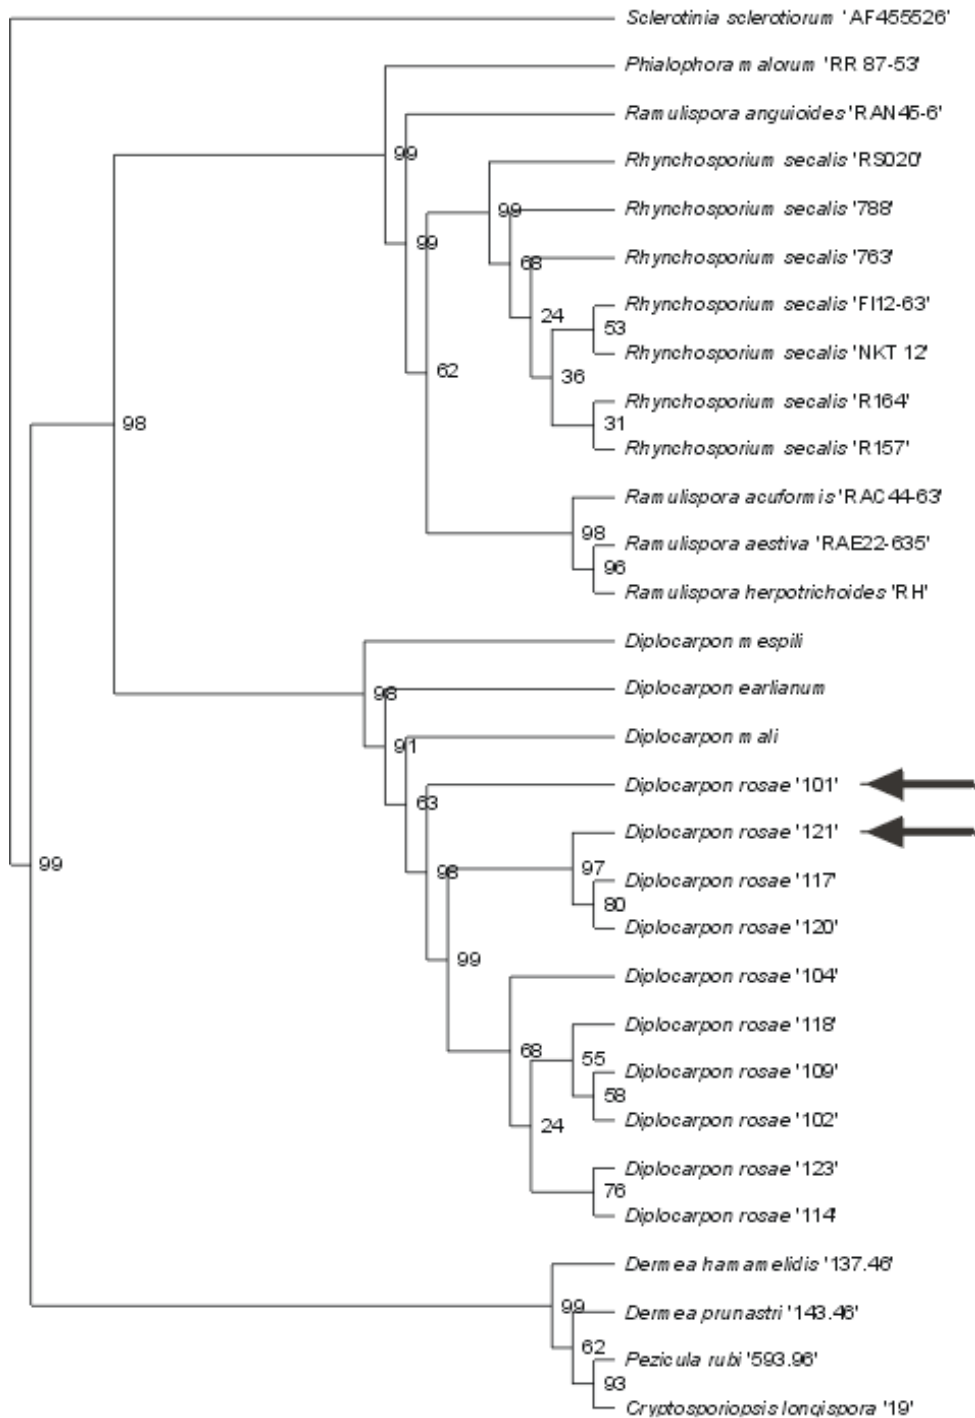 Sclerotinia sclerotiorum 'AF455526'
Phialophora malorum 'RR 87-53'
99
Ramulispora anguioides 'RAN45-6'
Rhynchosporium secalis 'RS020'
99
99
Rhynchosporium secalis '788'
68
Rhynchosporium secalis '763'
24
Rhynchosporium secalis 'FI12-63'
53
Rhynchosporium secalis 'NKT 12'
62
36
Rhynchosporium secalis 'R164'
98
31
Rhynchosporium secalis 'R157'
Ramulispora acuformis 'RAC44-63'
98
Ramulispora aestiva 'RAE22-635'
96
Ramulispora herpotrichoides 'RH'
Diplocarpon mespili
98
Diplocarpon earlianum
91
Diplocarpon mali
63
Diplocarpon rosae '101'
Diplocarpon rosae '121'
99
98
97
Diplocarpon rosae '117'
80
Diplocarpon rosae '120'
99
Diplocarpon rosae '104'
Diplocarpon rosae '118'
68
55
Diplocarpon rosae '109'
58
Diplocarpon rosae '102'
24
Diplocarpon rosae '123'
76
Diplocarpon rosae '114'
Dermea hamamelidis '137.46'
99
Dermea prunastri '143.46'
62
Pezicula rubi '593.96'
93
Cryptosporiopsis longispora '19'